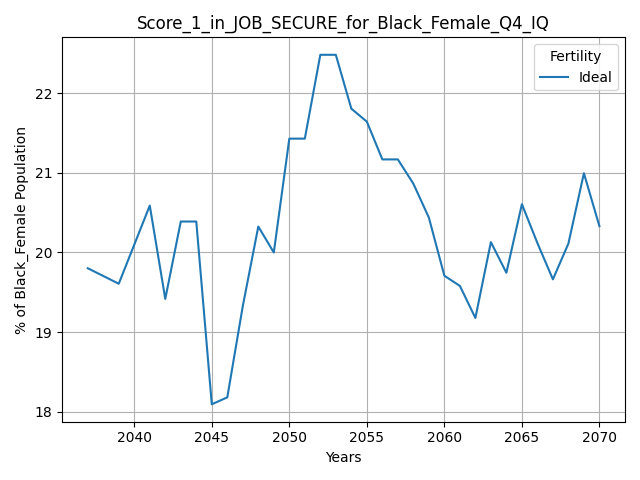 Score_1_in_JOB_SECURE_for_Black_Female_Q4_IQ
Fertility
Ideal
% of Black_Female Population
22
21
20
19
18
2040 2045 2050 2055 2060 2065 2070
Years